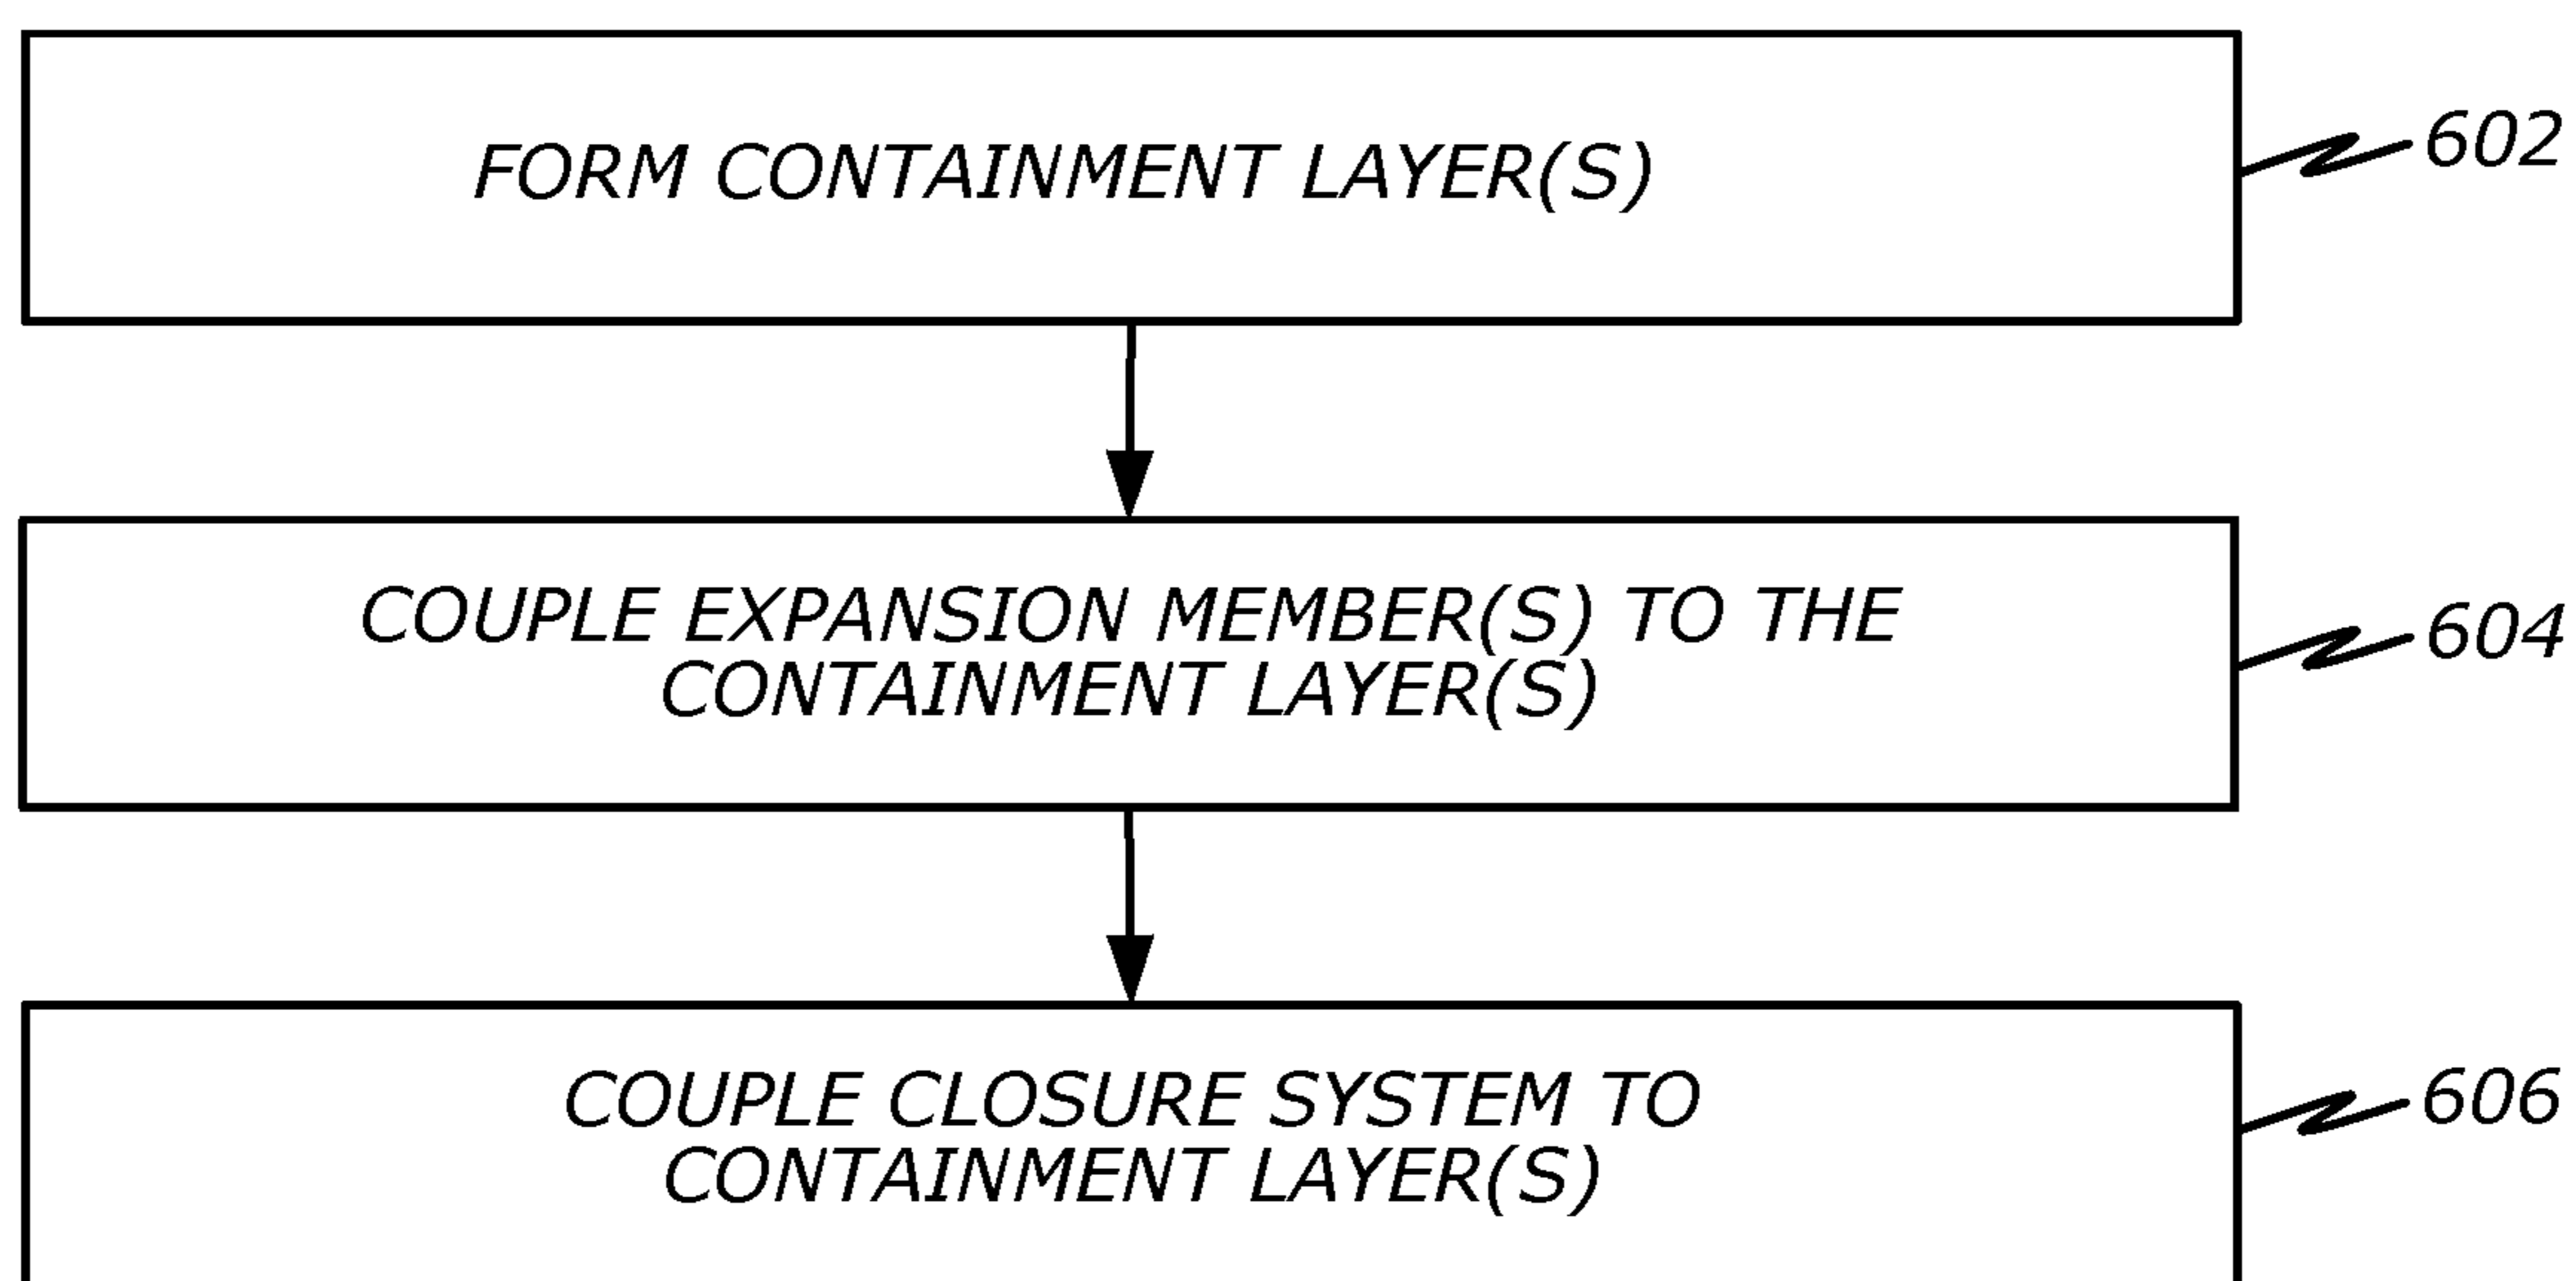 FORM CONTAINMENT LAYER(S)
602
COUPLE EXPANSION MEMBER(S) TO THE
CONTAINMENT LAYER(S)
604
COUPLE CLOSURE SYSTEM TO
CONTAINMENT LAYER(S)
606